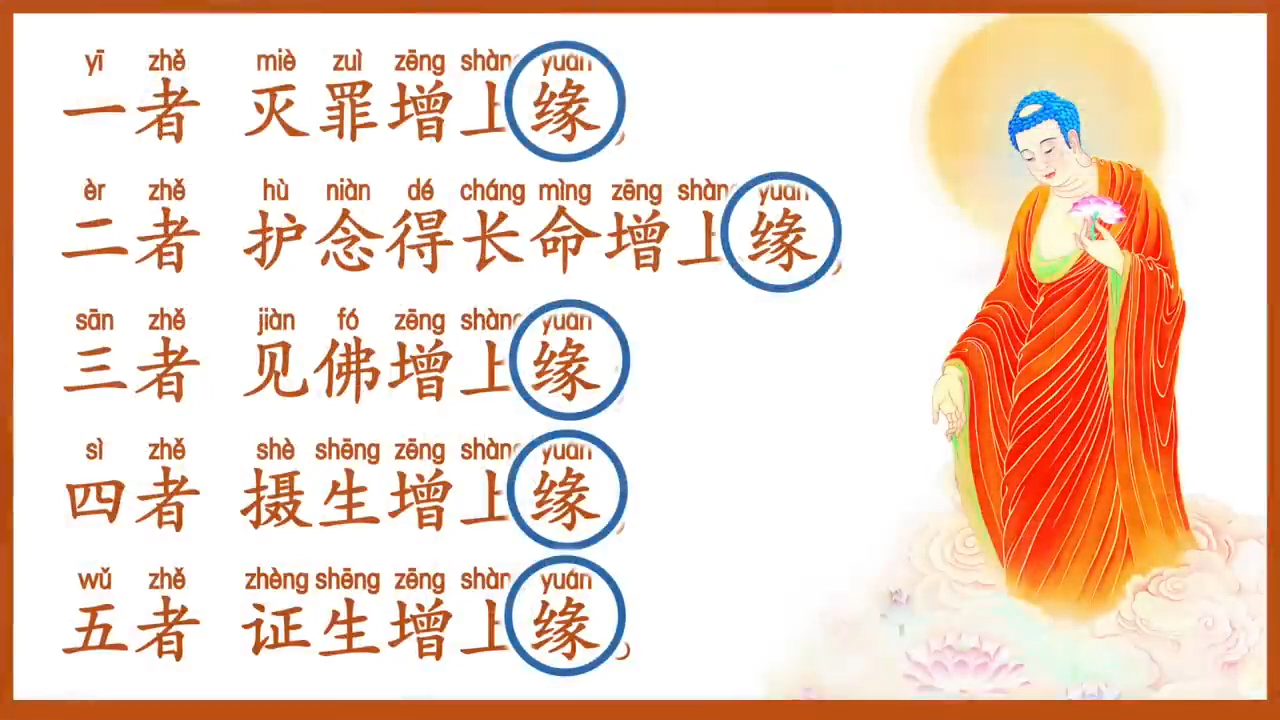 yī zhě miè zuì zēng shàng yuán
一者 灭罪增上缘，
èr zhě hù niàn dé cháng mìng zēng shàng yuán
二者 护念得长命增上缘，
sān zhě jiàn fó zēng shàng yuán
三者 见佛增上缘，
sì zhě shè shēng zēng shàng yuán
四者 摄生增上缘，
wǔ zhě zhèng shēng zēng shàng yuán
五者 证生增上缘。